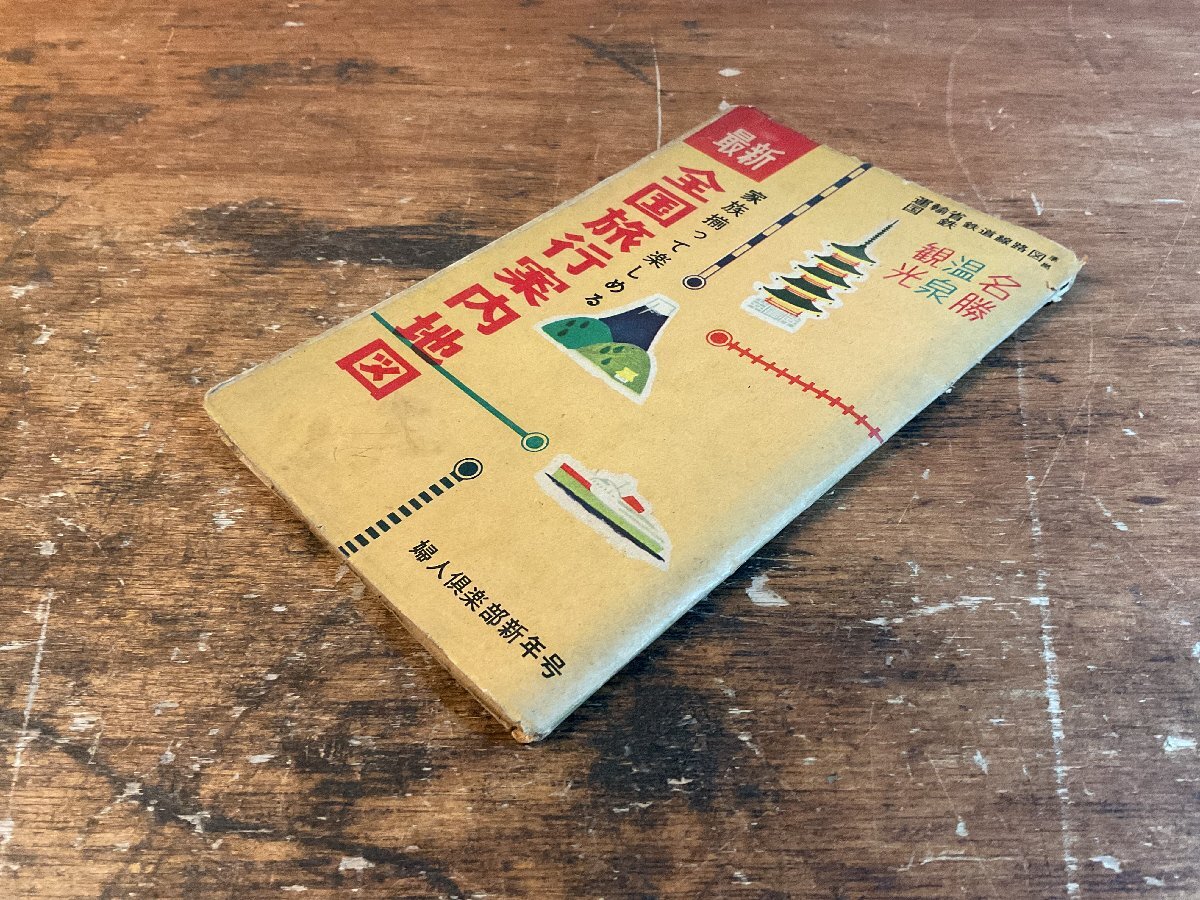 運輸省
国鉄 鉄道線路図準拠
名勝
温泉
観光
最新
家族揃って楽しめる
全国旅行案内地図
婦人倶楽部新年号